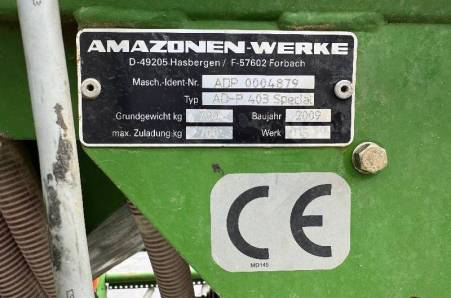 AMAZONEN-WERKE
D-49205 Hasbergen / F-57602 Forbach
Masch.-Ident-Nr. ADP 0004879
Typ AD-P 403 Special
Grundgewicht kg Baujahr 2009
max. Zuladung kg Werk
CE
MD145